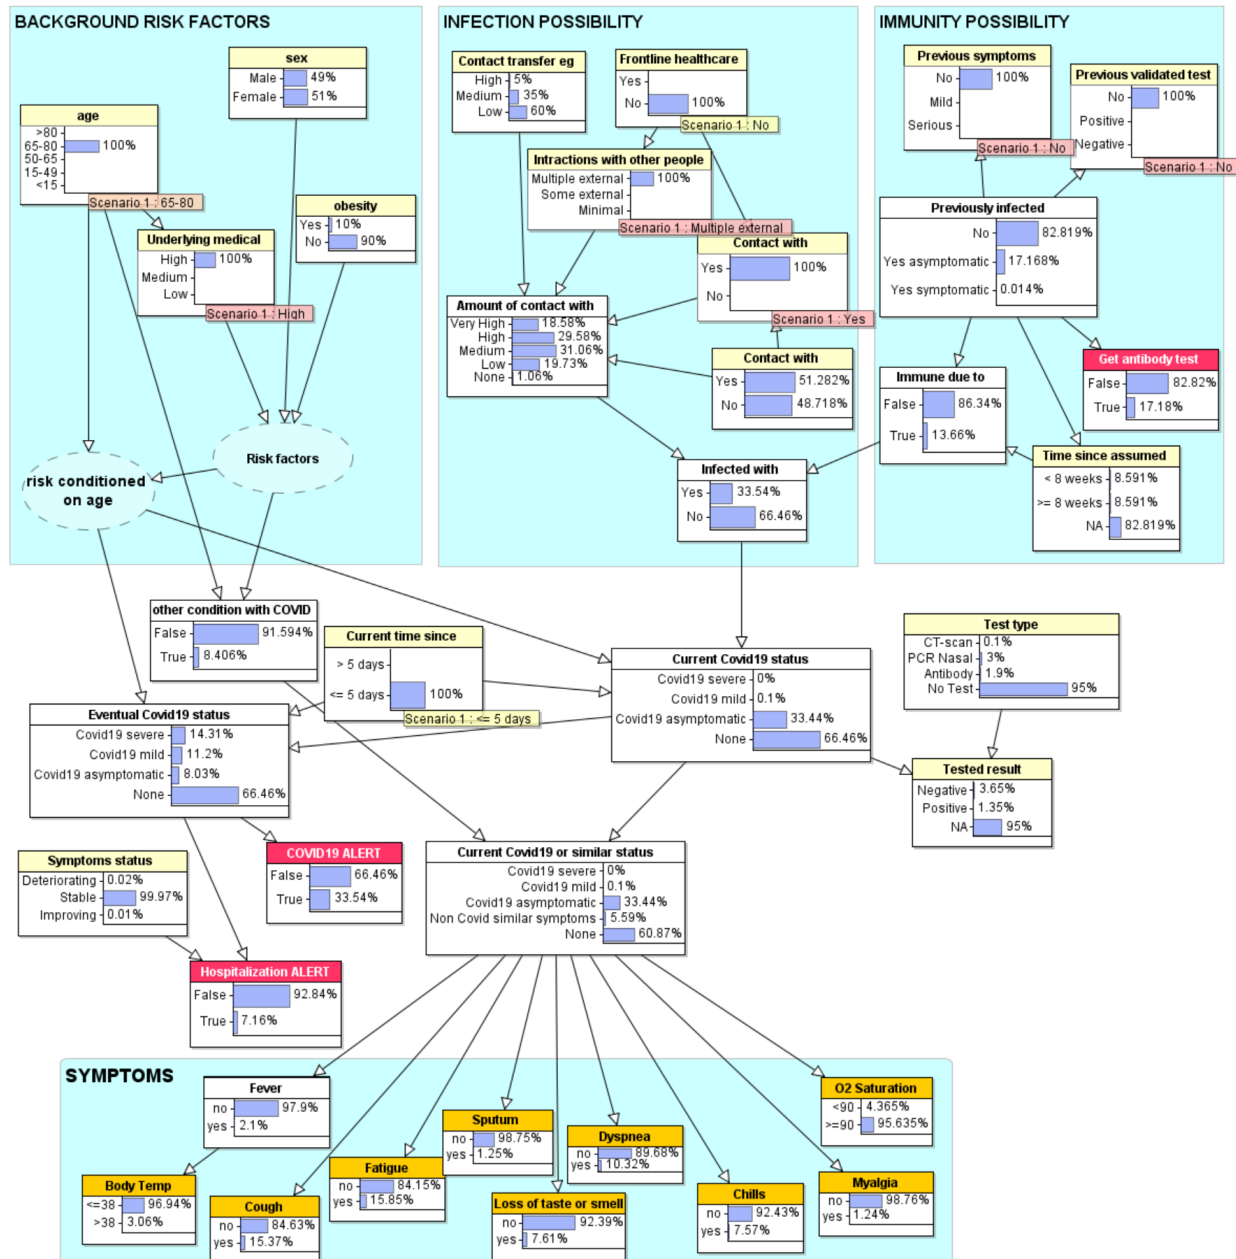 BACKGROUND RISK FACTORS
sex
Male 49%
Female 51%
age
>80
65-80 100%
50-65
15-49
<15
Scenario 1 : 65-80
obesity
Yes 10%
No 90%
Underlying medical
High 100%
Medium
Low
Scenario 1 : High
Risk factors
risk conditioned
on age
INFECTION POSSIBILITY
Contact transfer eg
High 5%
Medium 35%
Low 60%
Frontline healthcare
Yes
No 100%
Scenario 1 : No
Intractions with other people
Multiple external 100%
Some external
Minimal
Scenario 1 : Multiple external
Contact with
Yes 100%
No
Scenario 1 : Yes
Amount of contact with
Very High 18.58%
High 29.58%
Medium 31.06%
Low 19.73%
None 1.06%
Contact with
Yes 51.282%
No 48.718%
Infected with
Yes 33.54%
No 66.46%
IMMUNITY POSSIBILITY
Previous symptoms
No 100%
Mild
Serious
Scenario 1 : No
Previous validated test
No 100%
Positive
Negative
Scenario 1 : No
Previously infected
No 82.819%
Yes asymptomatic 17.168%
Yes symptomatic 0.014%
Get antibody test
False 82.82%
True 17.18%
Immune due to
False 86.34%
True 13.66%
Time since assumed
< 8 weeks 8.591%
>= 8 weeks 8.591%
NA 82.819%
other condition with COVID
False 91.594%
True 8.406%
Current time since
> 5 days
<= 5 days 100%
Scenario 1 : <= 5 days
Test type
CT-scan 0.1%
PCR Nasal 3%
Antibody 1.9%
No Test 95%
Current Covid19 status
Covid19 severe 0%
Covid19 mild 0.1%
Covid19 asymptomatic 33.44%
None 66.46%
Eventual Covid19 status
Covid19 severe 14.31%
Covid19 mild 11.2%
Covid19 asymptomatic 8.03%
None 66.46%
Tested result
Negative 3.65%
Positive 1.35%
NA 95%
Symptoms status
Deteriorating 0.02%
Stable 99.97%
Improving 0.01%
COVID19 ALERT
False 66.46%
True 33.54%
Current Covid19 or similar status
Covid19 severe 0%
Covid19 mild 0.1%
Covid19 asymptomatic 33.44%
Non Covid similar symptoms 5.59%
None 60.87%
Hospitalization ALERT
False 92.84%
True 7.16%
SYMPTOMS
Fever
no 97.9%
yes 2.1%
O2 Saturation
<90 4.365%
>=90 95.635%
Sputum
no 98.75%
yes 1.25%
Dyspnea
no 89.68%
yes 10.32%
Fatigue
no 84.15%
yes 15.85%
Body Temp
<=38 96.94%
>38 3.06%
Cough
no 84.63%
yes 15.37%
Loss of taste or smell
no 92.39%
yes 7.61%
Chills
no 92.43%
yes 7.57%
Myalgia
no 98.76%
yes 1.24%